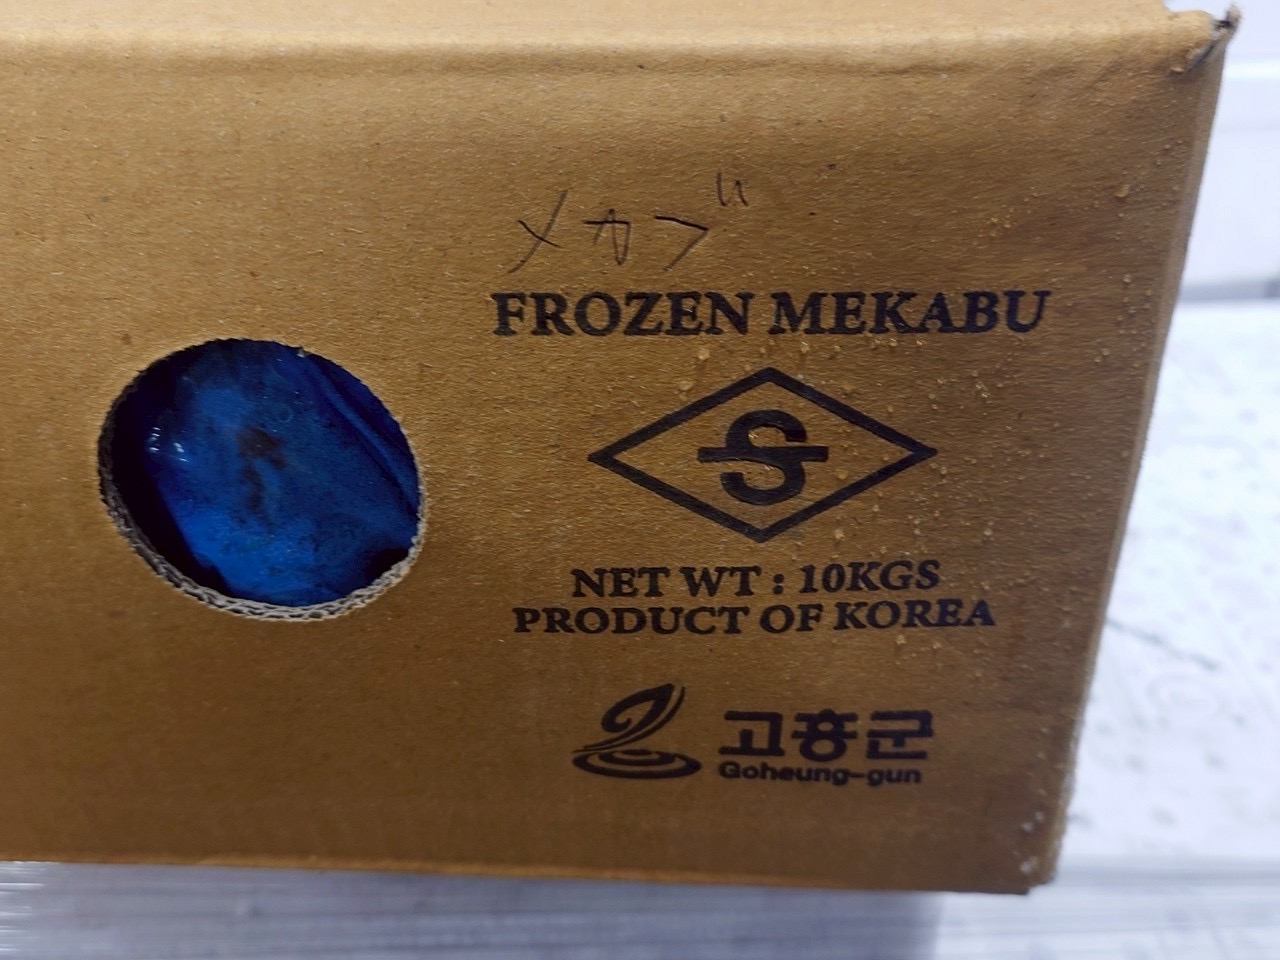 メカブ
FROZEN MEKABU
S
NET WT : 10KGS
PRODUCT OF KOREA
고흥군
Goheung-gun